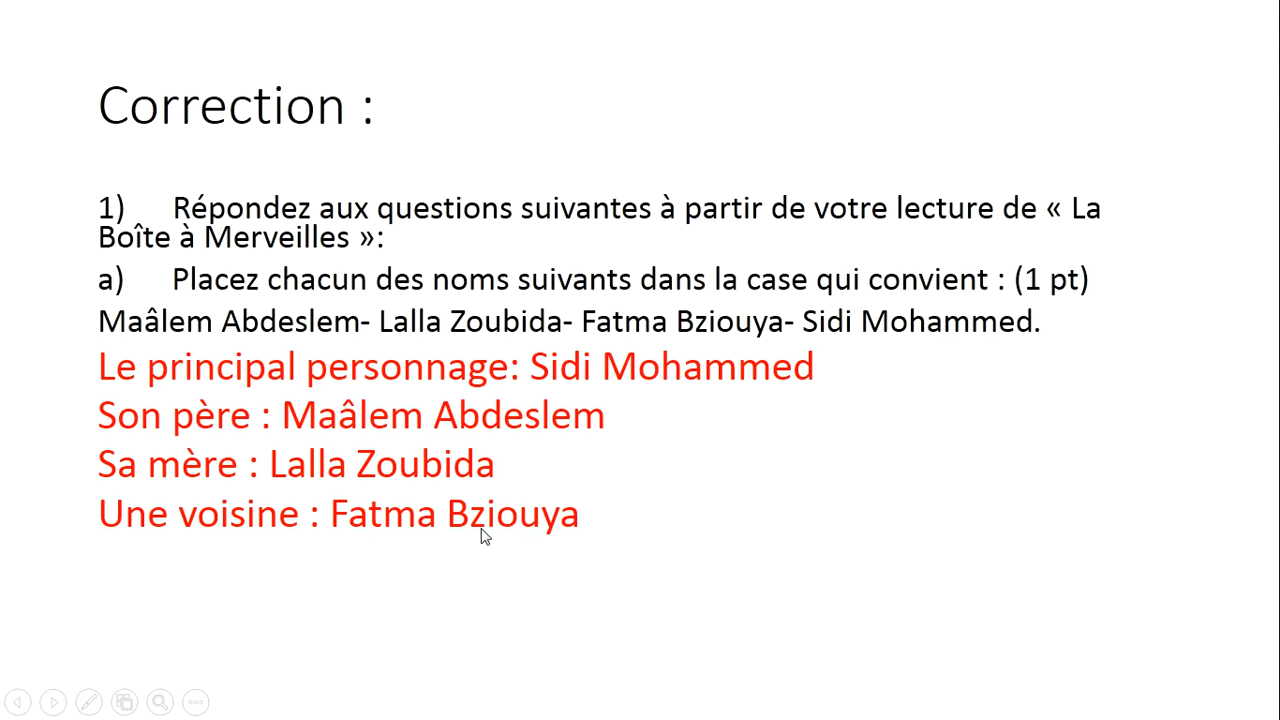 Correction :
1) Répondez aux questions suivantes à partir de votre lecture de « La
Boîte à Merveilles »:
a) Placez chacun des noms suivants dans la case qui convient : (1 pt)
Maâlem Abdeslem- Lalla Zoubida- Fatma Bziouya- Sidi Mohammed.
Le principal personnage: Sidi Mohammed
Son père : Maâlem Abdeslem
Sa mère : Lalla Zoubida
Une voisine : Fatma Bziouya